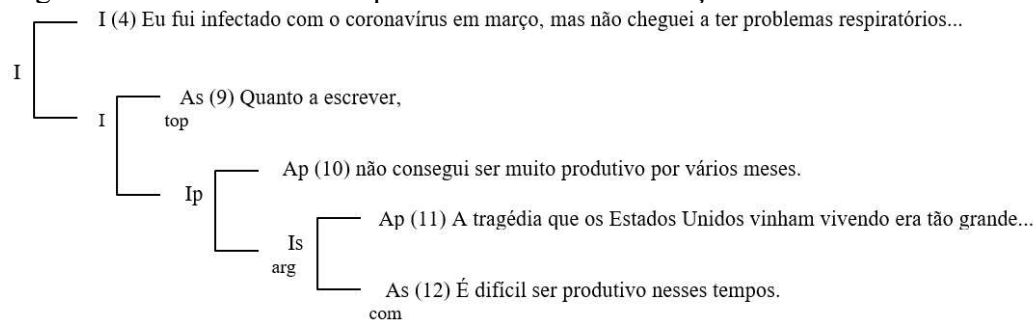 I (4) Eu fui infectado com o coronavírus em março, mas não cheguei a ter problemas respiratórios...
I
I
As (9) Quanto a escrever,
top
Ip
Ap (10) não consegui ser muito produtivo por vários meses.
Is
arg
Ap (11) A tragédia que os Estados Unidos vinham vivendo era tão grande...
As (12) É difícil ser produtivo nesses tempos.
com